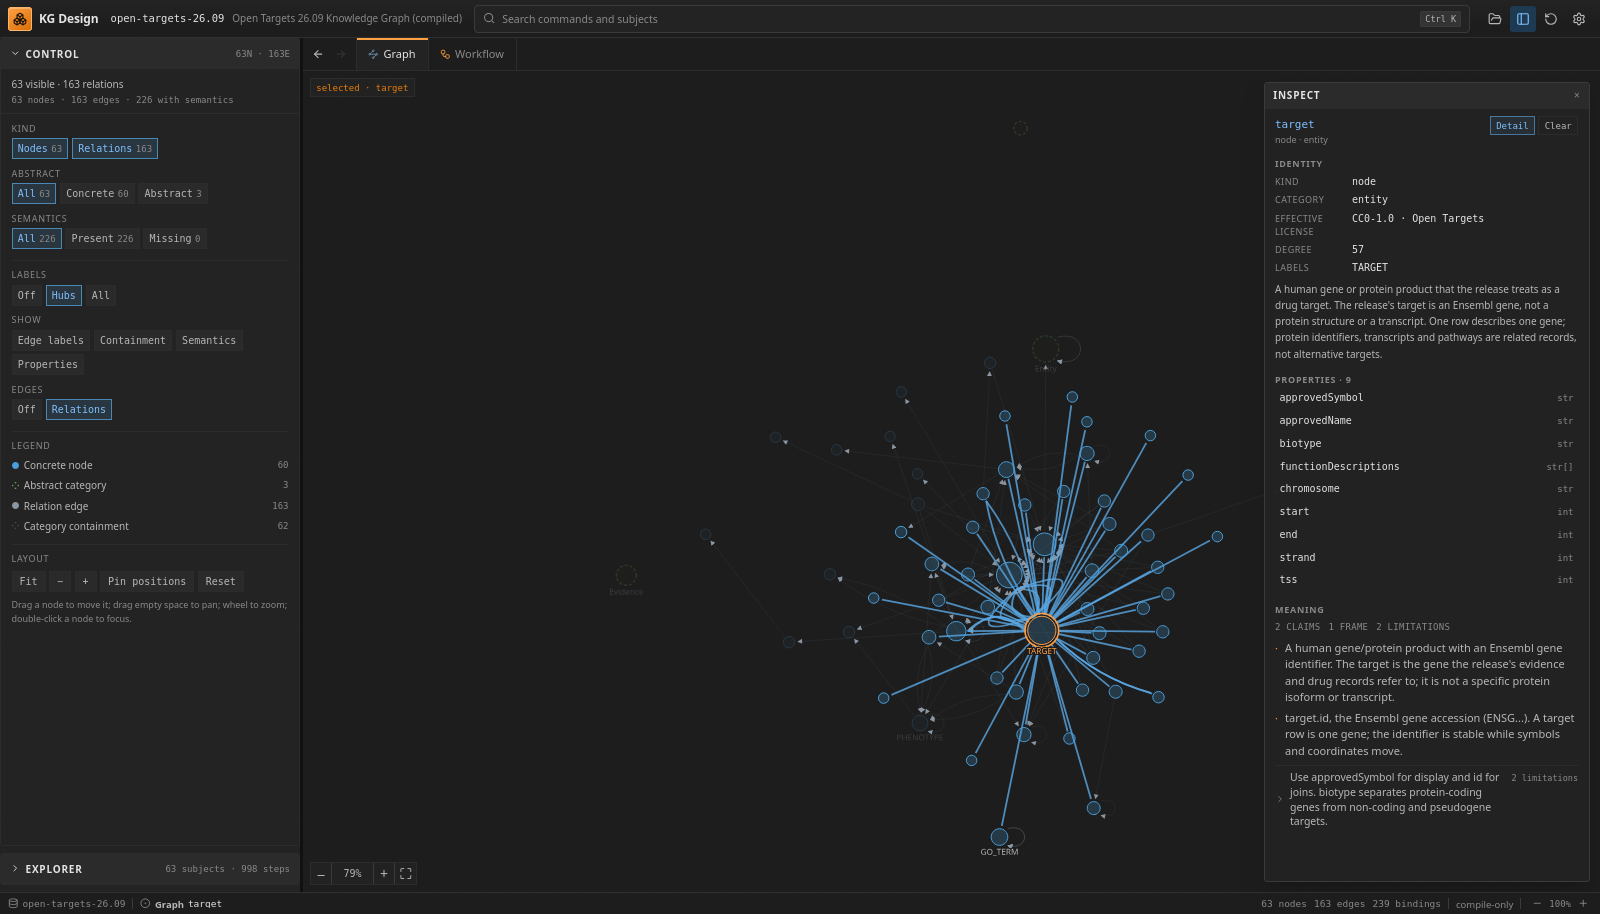 KG Design open-targets-26.09 Open Targets 26.09 Knowledge Graph (compiled) Search commands and subjects Ctrl K
CONTROL 63N · 163E
63 visible · 163 relations
63 nodes · 163 edges · 226 with semantics
KIND
Nodes 63 Relations 163
ABSTRACT
All 63 Concrete 60 Abstract 3
SEMANTICS
All 226 Present 226 Missing 0
LABELS
Off Hubs All
SHOW
Edge labels Containment Semantics
Properties
EDGES
Off Relations
LEGEND
Concrete node 60
Abstract category 3
Relation edge 163
Category containment 62
LAYOUT
Fit − + Pin positions Reset
Drag a node to move it; drag empty space to pan; wheel to zoom;
double-click a node to focus.
EXPLORER 63 subjects · 998 steps
Graph Workflow
selected · target
Entity
Evidence
TARGET
PHENOTYPE
GO_TERM
− 79% +
INSPECT ×
target Detail Clear
node · entity
IDENTITY
KIND node
CATEGORY entity
EFFECTIVE CC0-1.0 · Open Targets
LICENSE
DEGREE 57
LABELS TARGET
A human gene or protein product that the release treats as a
drug target. The release's target is an Ensembl gene, not a
protein structure or a transcript. One row describes one gene;
protein identifiers, transcripts and pathways are related records,
not alternative targets.
PROPERTIES · 9
approvedSymbol str
approvedName str
biotype str
functionDescriptions str[]
chromosome str
start int
end int
strand int
tss int
MEANING
2 CLAIMS 1 FRAME 2 LIMITATIONS
· A human gene/protein product with an Ensembl gene
identifier. The target is the gene the release's evidence
and drug records refer to; it is not a specific protein
isoform or transcript.
· target.id, the Ensembl gene accession (ENSG...). A target
row is one gene; the identifier is stable while symbols
and coordinates move.
Use approvedSymbol for display and id for 2 limitations
joins. biotype separates protein-coding
genes from non-coding and pseudogene
targets.
open-targets-26.09 Graph target 63 nodes 163 edges 239 bindings compile-only − 100% +